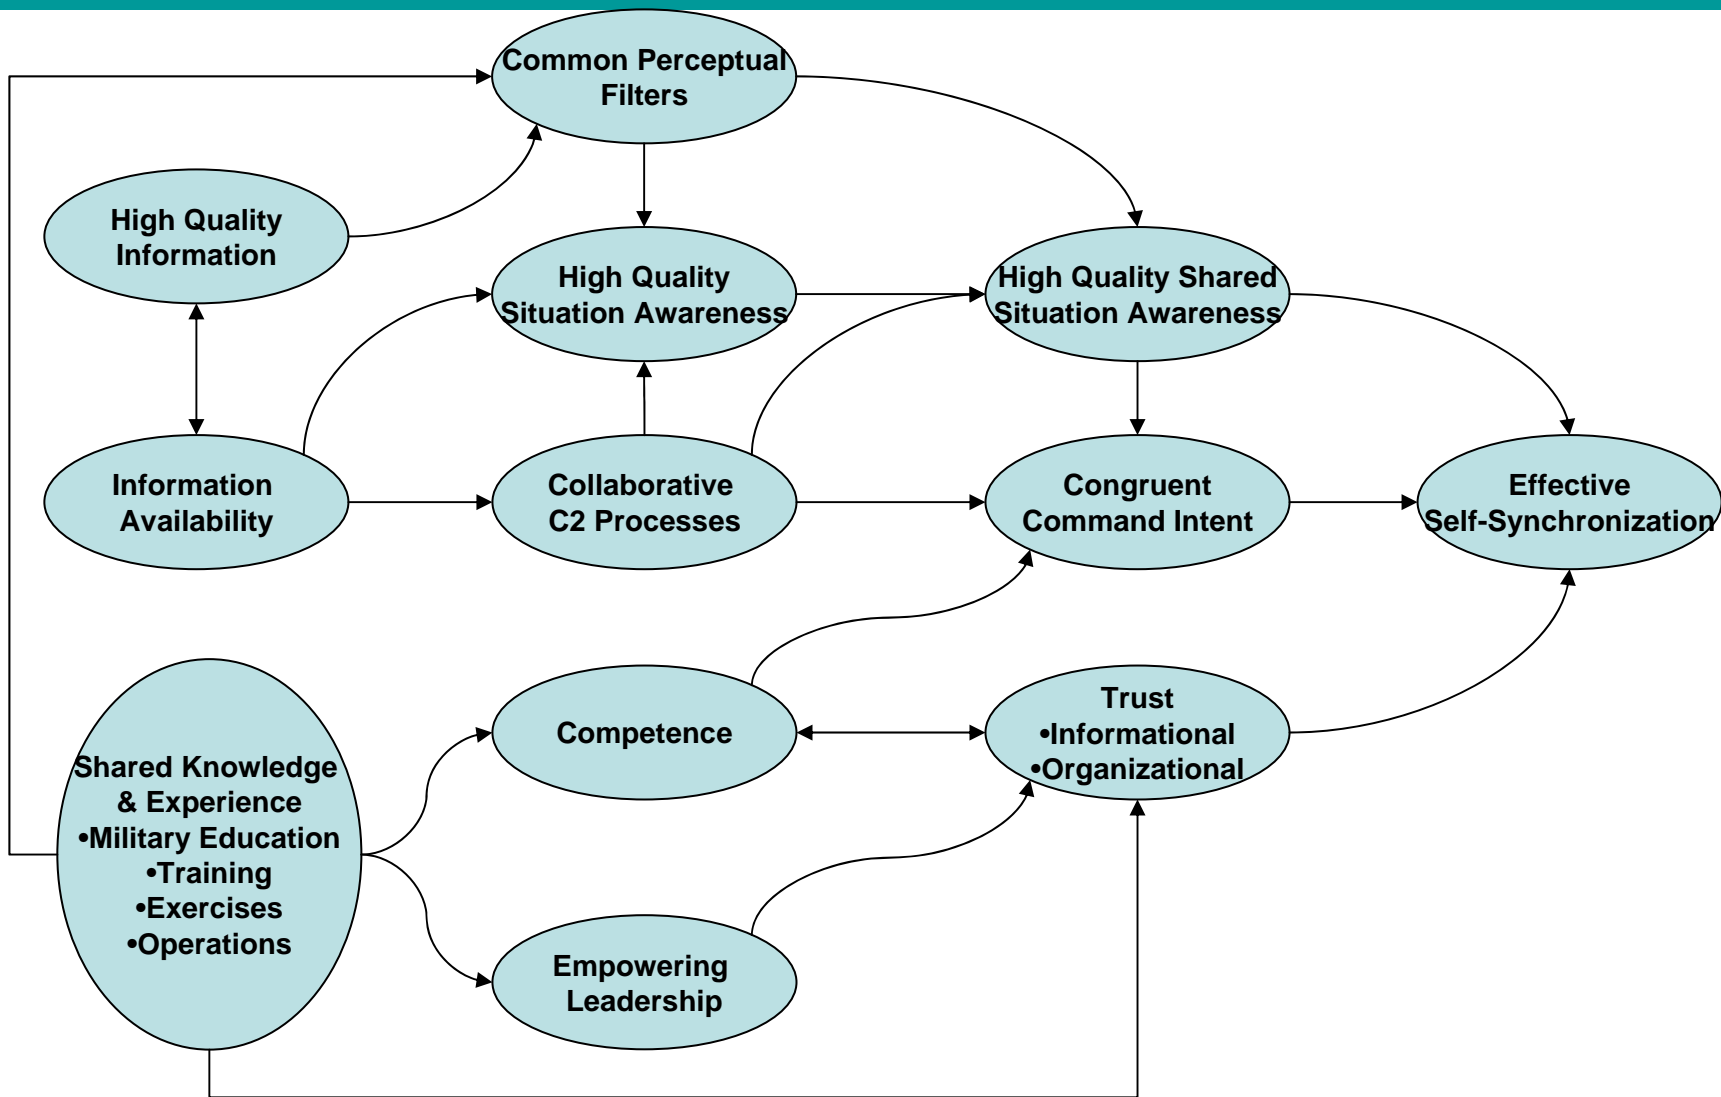 Common Perceptual
Filters
High Quality
Information
High Quality
Situation Awareness
High Quality Shared
Situation Awareness
Information
Availability
Collaborative
C2 Processes
Congruent
Command Intent
Effective
Self-Synchronization
Shared Knowledge
& Experience
•Military Education
•Training
•Exercises
•Operations
Competence
Trust
•Informational
•Organizational
Empowering
Leadership